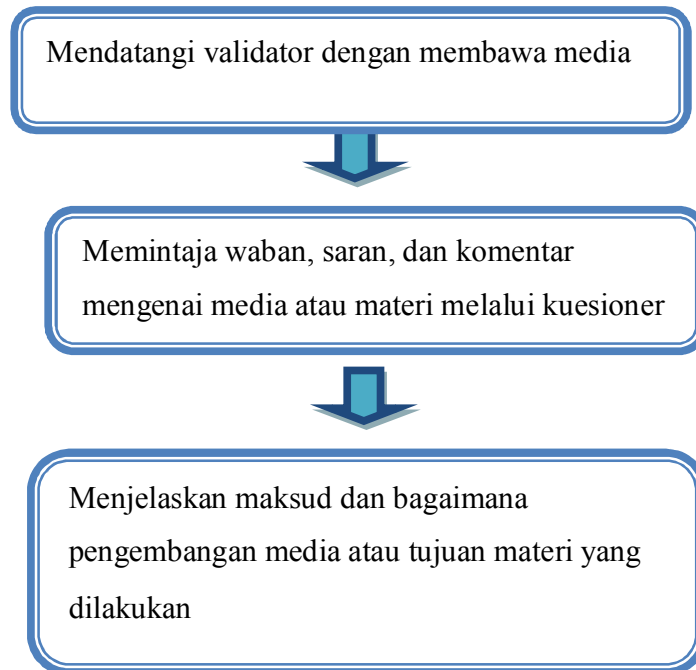 Mendatangi validator dengan membawa media
Memintaja waban, saran, dan komentar
mengenai media atau materi melalui kuesioner
Menjelaskan maksud dan bagaimana
pengembangan media atau tujuan materi yang
dilakukan